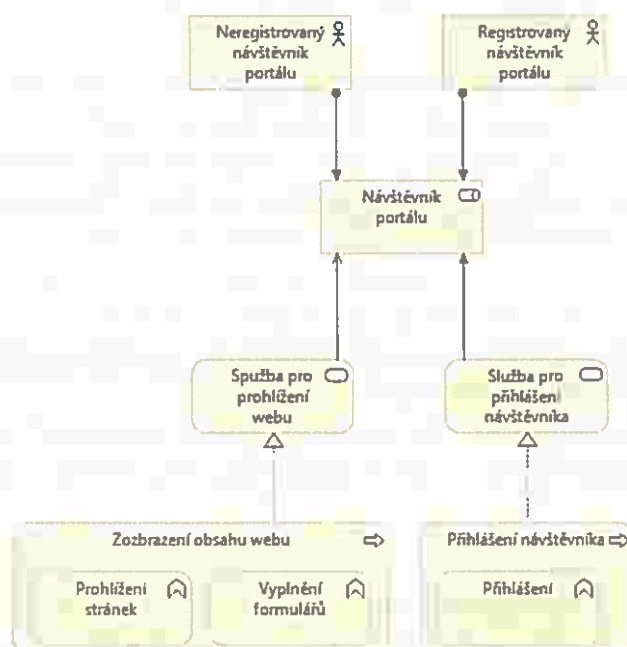 Neregistrovaný
návštěvník
portálu
Registrovaný
návštěvník
portálu
Návštěvník
portálu
Spužba pro
prohlížení
webu
Služba pro
přihlášení
návštěvníka
Zozbrazení obsahu webu
Přihlášení návštěvníka
Prohlížení
stránek
Vyplnění
formulářů
Přihlášení